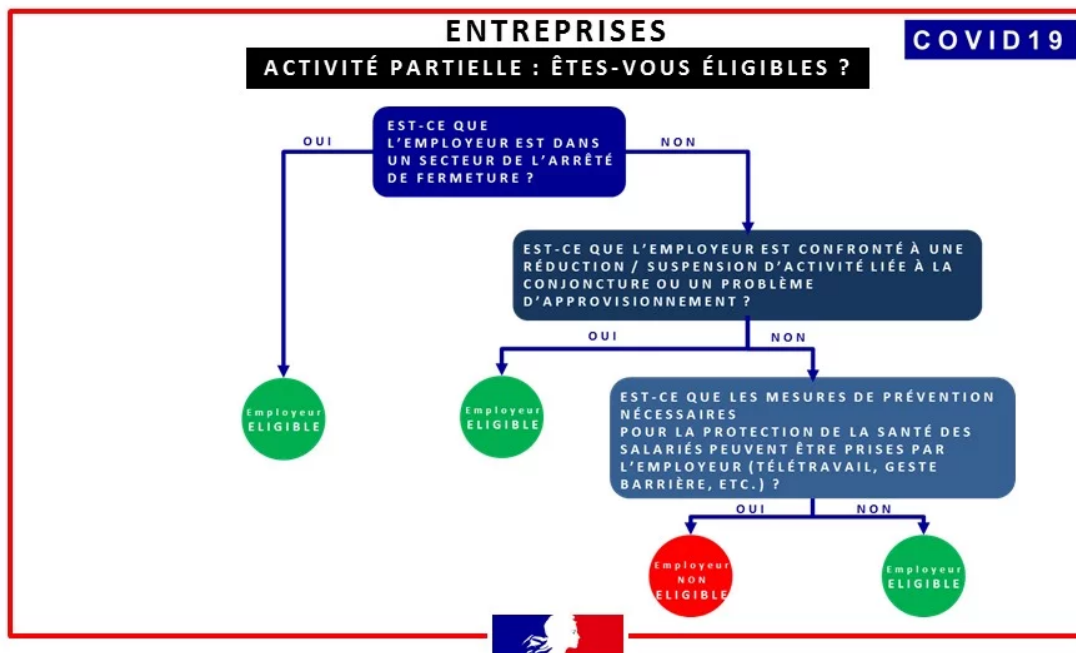 ENTREPRISES
COVID19
ACTIVITÉ PARTIELLE : ÊTES-VOUS ÉLIGIBLES ?
EST-CE QUE
L'EMPLOYEUR EST DANS
UN SECTEUR DE L'ARRÊTÉ
DE FERMETURE ?
OUI
NON
EST-CE QUE L'EMPLOYEUR EST CONFRONTÉ À UNE
RÉDUCTION / SUSPENSION D'ACTIVITÉ LIÉE À LA
CONJONCTURE OU UN PROBLÈME
D'APPROVISIONNEMENT ?
OUI
NON
Employeur
ELIGIBLE
Employeur
ELIGIBLE
EST-CE QUE LES MESURES DE PRÉVENTION
NÉCESSAIRES
POUR LA PROTECTION DE LA SANTÉ DES
SALARIÉS PEUVENT ÊTRE PRISES PAR
L'EMPLOYEUR (TÉLÉTRAVAIL, GESTE
BARRIÈRE, ETC.) ?
OUI
NON
Employeur
NON
ELIGIBLE
Employeur
ELIGIBLE